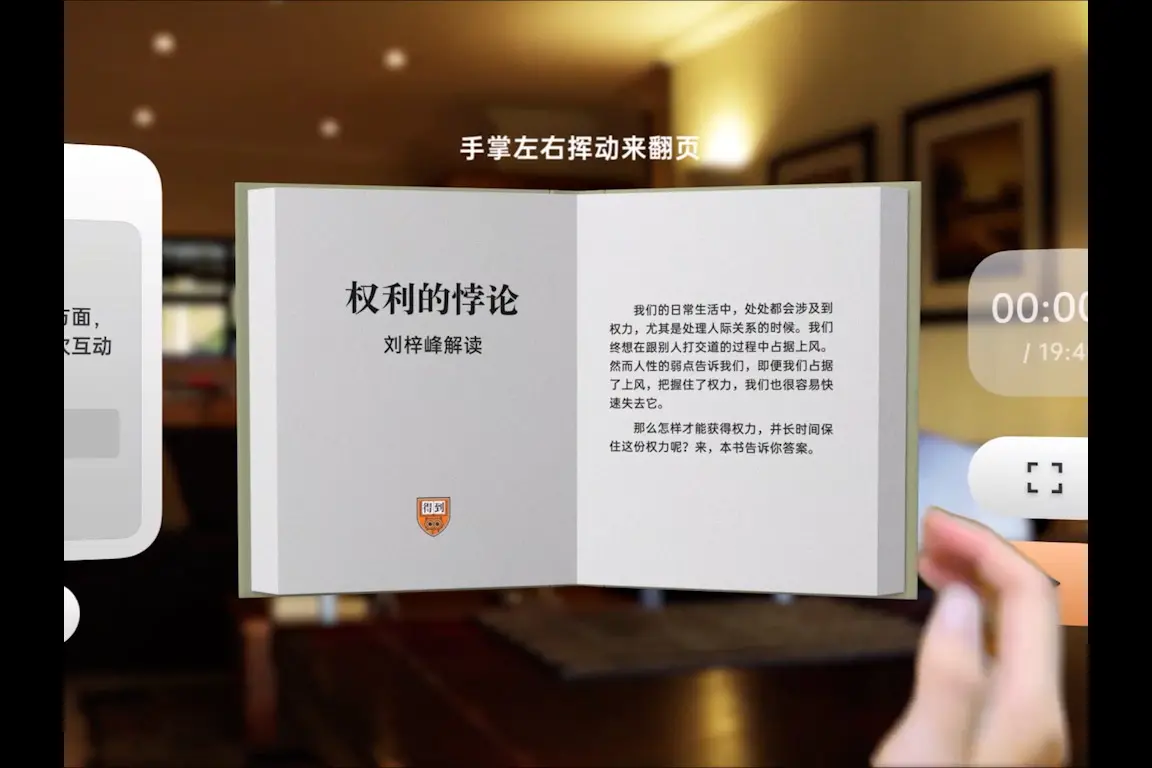 手掌左右挥动来翻页
方面，
次互动
权利的悖论
刘梓峰解读
得到
我们的日常生活中，处处都会涉及到
权力，尤其是处理人际关系的时候。我们
终想在跟别人打交道的过程中占据上风。
然而人性的弱点告诉我们，即便我们占据
了上风，把握住了权力，我们也很容易快
速失去它。
那么怎样才能获得权力，并长时间保
住这份权力呢？来，本书告诉你答案。
00:00
/ 19:4